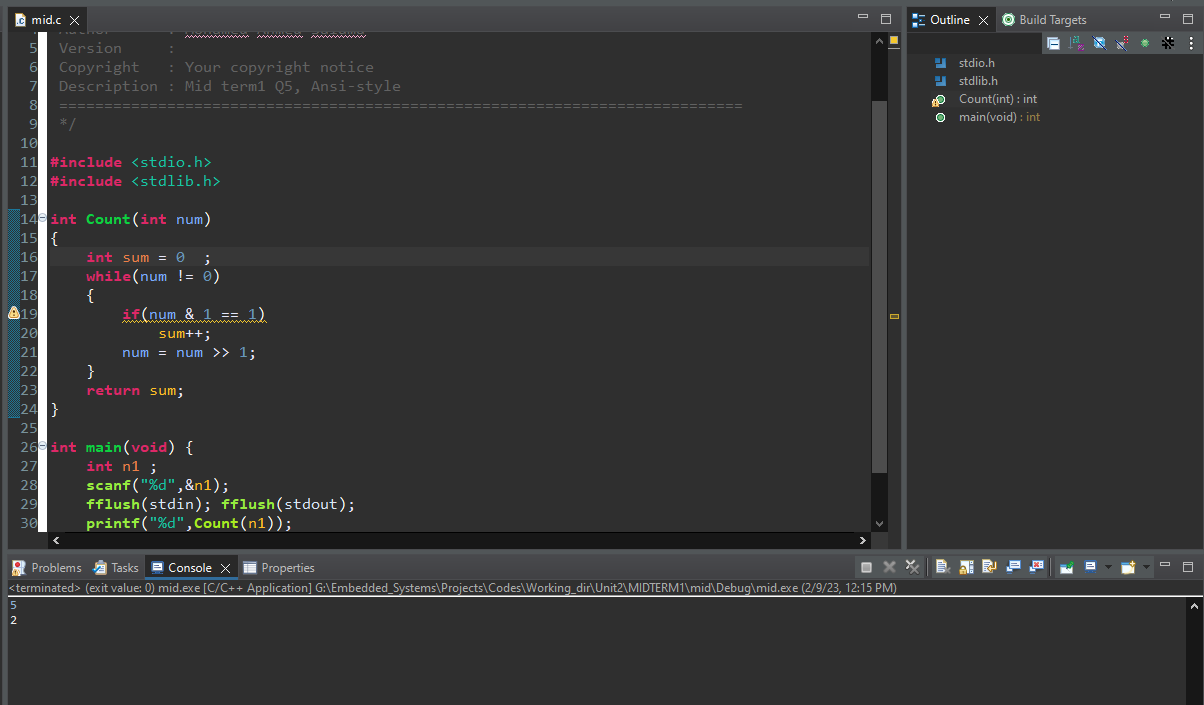 mid.c
Outline
Build Targets
5 Version :
6 Copyright : Your copyright notice
7 Description : Mid term1 Q5, Ansi-style
8 ============================================================================
9 */
10
11 #include <stdio.h>
12 #include <stdlib.h>
13
14 int Count(int num)
15 {
16 int sum = 0 ;
17 while(num != 0)
18 {
19 if(num & 1 == 1)
20 sum++;
21 num = num >> 1;
22 }
23 return sum;
24 }
25
26 int main(void) {
27 int n1 ;
28 scanf("%d",&n1);
29 fflush(stdin); fflush(stdout);
30 printf("%d",Count(n1));
stdio.h
stdlib.h
Count(int) : int
main(void) : int
Problems
Tasks
Console
Properties
<terminated> (exit value: 0) mid.exe [C/C++ Application] G:\Embedded_Systems\Projects\Codes\Working_dir\Unit2\MIDTERM1\mid\Debug\mid.exe (2/9/23, 12:15 PM)
5
2